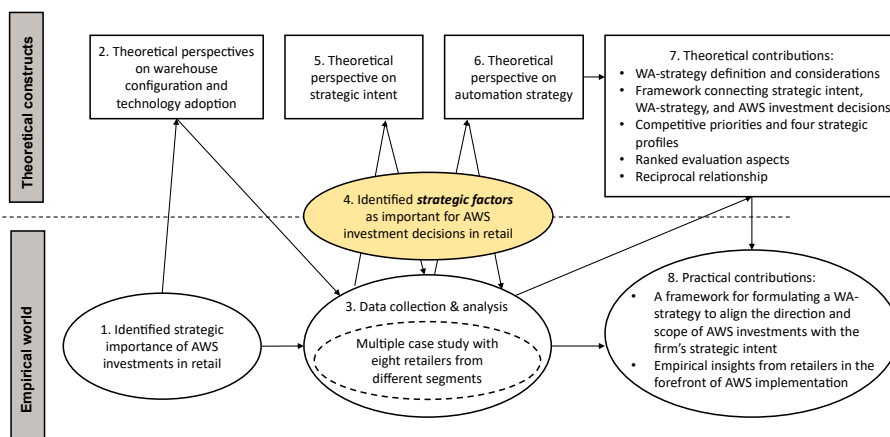 Theoretical constructs
2. Theoretical perspectives
on warehouse
configuration and
technology adoption
5. Theoretical
perspective on
strategic intent
6. Theoretical
perspective on
automation strategy
7. Theoretical contributions:
• WA-strategy definition and considerations
• Framework connecting strategic intent,
WA-strategy, and AWS investment decisions
• Competitive priorities and four strategic
profiles
• Ranked evaluation aspects
• Reciprocal relationship
4. Identified strategic factors
as important for AWS
investment decisions in retail
Empirical world
1. Identified strategic
importance of AWS
investments in retail
3. Data collection & analysis
Multiple case study with
eight retailers from
different segments
8. Practical contributions:
• A framework for formulating a WA-
strategy to align the direction and
scope of AWS investments with the
firm's strategic intent
• Empirical insights from retailers in the
forefront of AWS implementation